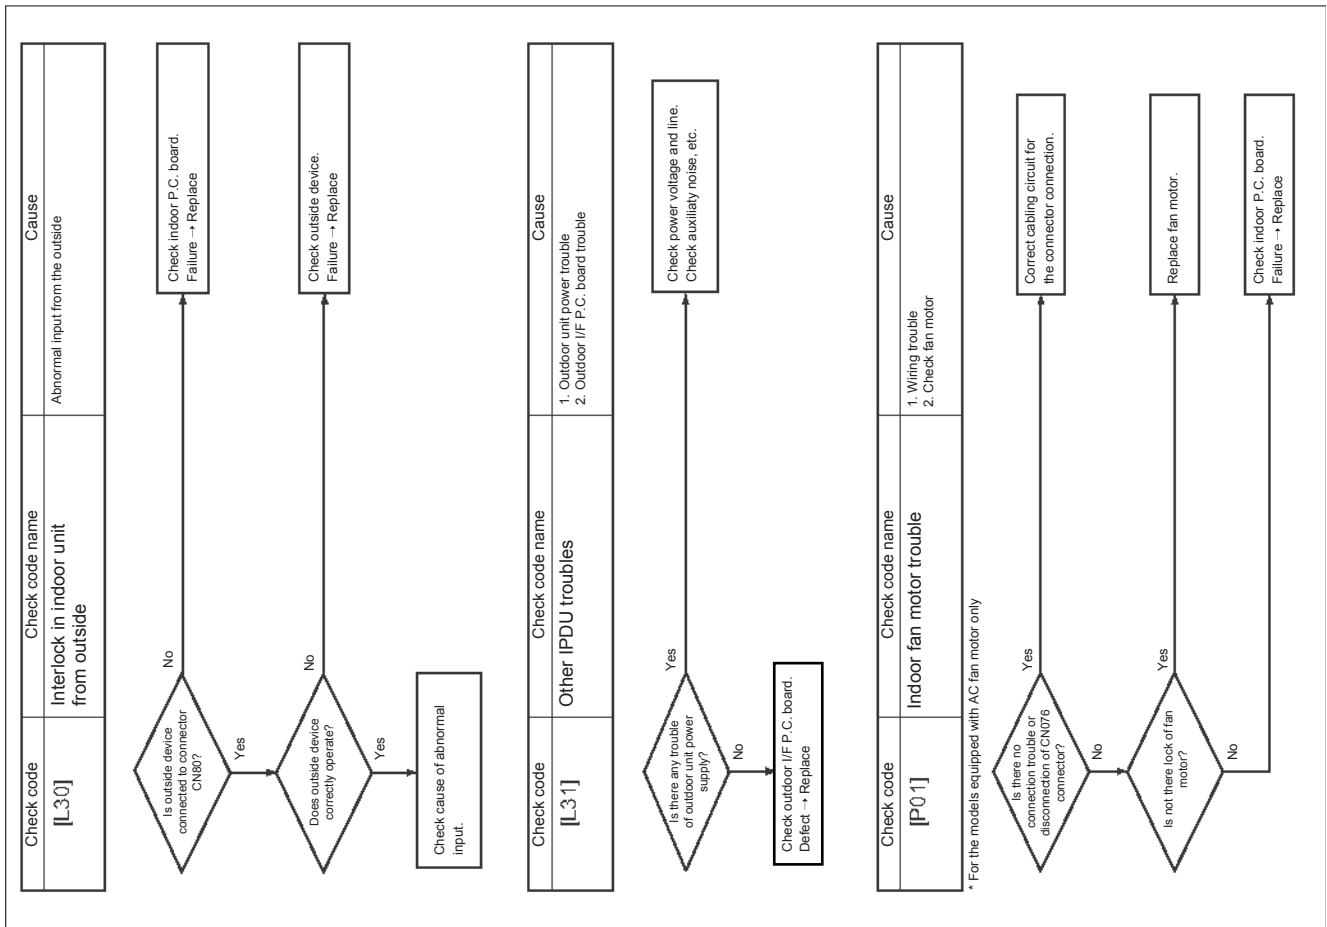 Check code
Check code name
Cause
[L30]
Interlock in indoor unit
from outside
Abnormal input from the outside
Is outside device
connected to connector
CN80?
No
Check indoor P.C. board.
Failure → Replace
Yes
Does outside device
correctly operate?
No
Check outside device.
Failure → Replace
Yes
Check cause of abnormal
input.
Check code
Check code name
Cause
[L31]
Other IPDU troubles
1. Outdoor unit power trouble
2. Outdoor I/F P.C. board trouble
Is there any trouble
of outdoor unit power
supply?
Yes
Check power voltage and line.
Check auxiliaty noise, etc.
No
Check outdoor I/F P.C. board.
Defect → Replace
Check code
Check code name
Cause
[P01]
Indoor fan motor trouble
1. Wiring trouble
2. Check fan motor
* For the models equipped with AC fan motor only
Is there no
connection trouble or
disconnection of CN076
connector?
Yes
Correct cabling circuit for
the connector connection.
No
Is not there lock of fan
motor?
Yes
Replace fan motor.
No
Check indoor P.C. board.
Failure → Replace